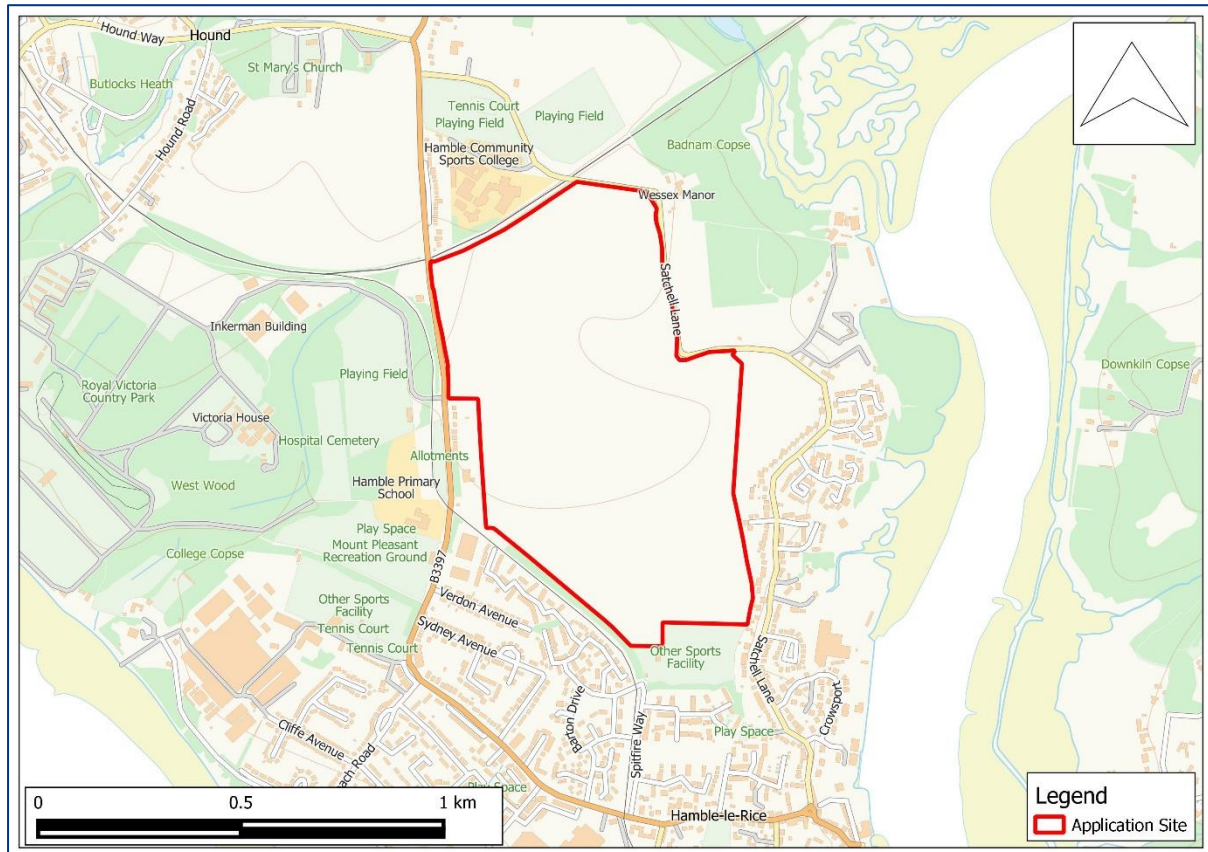 Hound Way
Hound
St Mary's Church
Butlocks Heath
Hound Road
Tennis Court
Playing Field
Playing Field
Hamble Community
Sports College
Badnam Copse
Wessex Manor
Satchell Lane
Inkerman Building
Playing Field
Royal Victoria
Country Park
Victoria House
Hospital Cemetery
Downkiln Copse
Allotments
West Wood
Hamble Primary
School
Play Space
Mount Pleasant
Recreation Ground
College Copse
B3397
Verdon Avenue
Other Sports
Facility
Sydney Avenue
Tennis Court
Tennis Court
Other Sports
Facility
Satchell Lane
Barton Drive
Crowsport
Cliffe Avenue
Spitfire Way
Play Space
ach Road
Play Space
Hamble-le-Rice
0 0.5 1 km
Legend
Application Site